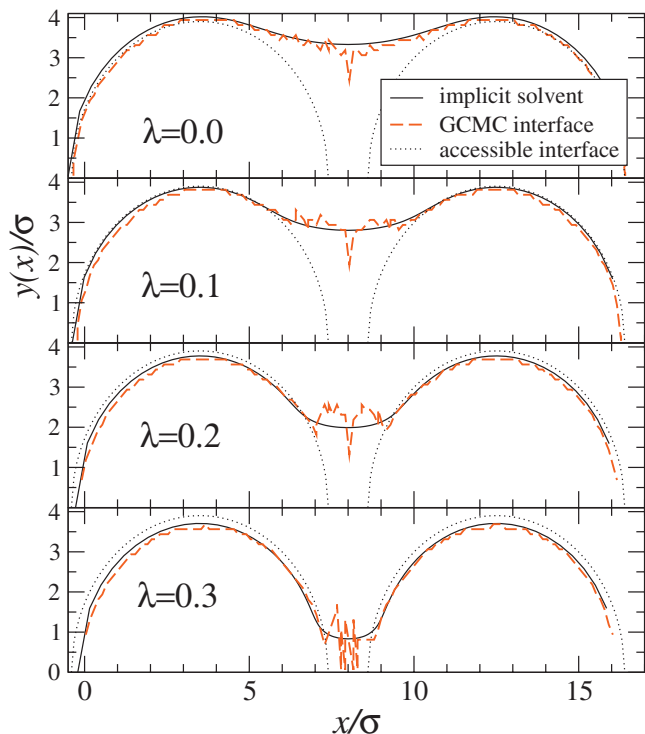 4
3
2
1
implicit solvent
GCMC interface
accessible interface
λ=0.0
4
3
2
1
λ=0.1
y(x)/σ
4
3
2
1
λ=0.2
4
3
2
1
0
λ=0.3
0 5 10 15
x/σ